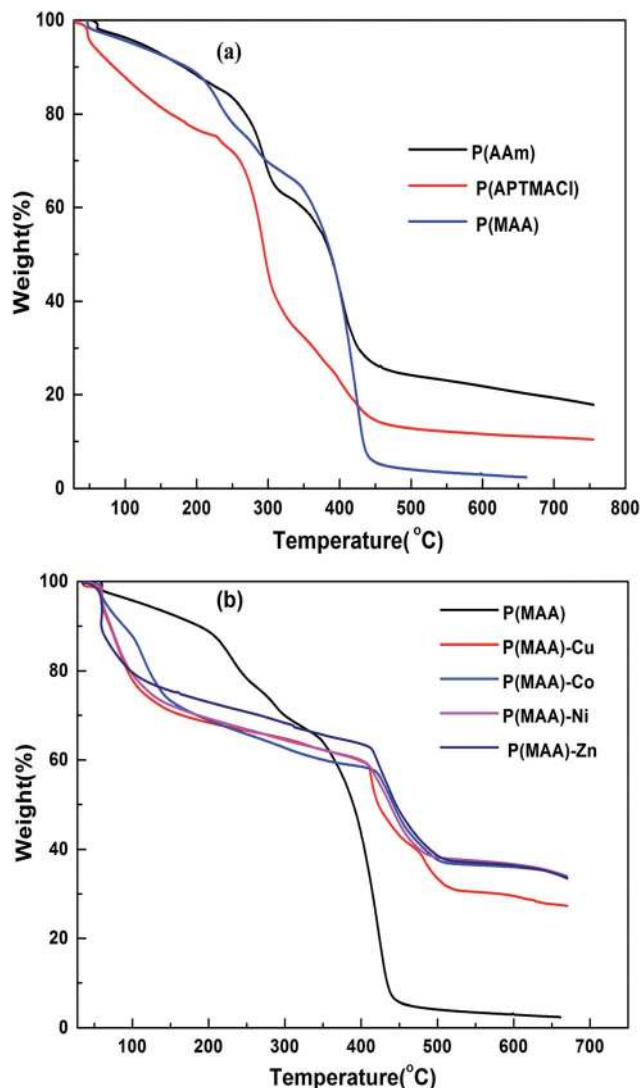 (a)
P(AAm)
P(APTMACl)
P(MAA)
Weight(%)
100
80
60
40
20
0
100 200 300 400 500 600 700 800
Temperature(°C)
(b)
P(MAA)
P(MAA)-Cu
P(MAA)-Co
P(MAA)-Ni
P(MAA)-Zn
Weight(%)
100
80
60
40
20
0
100 200 300 400 500 600 700
Temperature(°C)